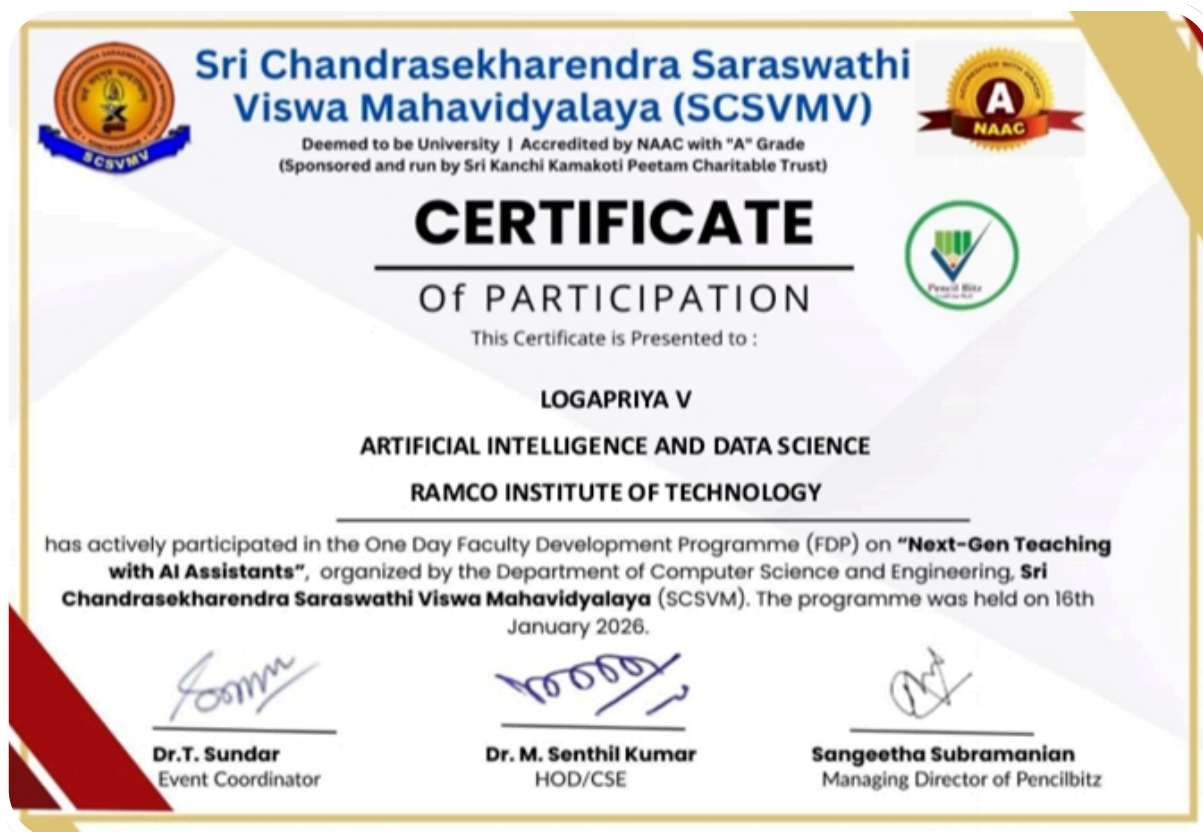 Sri Chandrasekharendra Saraswathi
Viswa Mahavidyalaya (SCSVMV)
Deemed to be University | Accredited by NAAC with "A" Grade
(Sponsored and run by Sri Kanchi Kamakoti Peetam Charitable Trust)
SCSVMV
ACCREDITED WITH GRADE
A
NAAC
CERTIFICATE
Of PARTICIPATION
Pencil Bitz
This Certificate is Presented to :
LOGAPRIYA V
ARTIFICIAL INTELLIGENCE AND DATA SCIENCE
RAMCO INSTITUTE OF TECHNOLOGY
has actively participated in the One Day Faculty Development Programme (FDP) on “Next-Gen Teaching
with AI Assistants”, organized by the Department of Computer Science and Engineering, Sri
Chandrasekharendra Saraswathi Viswa Mahavidyalaya (SCSVM). The programme was held on 16th
January 2026.
Dr.T. Sundar
Event Coordinator
Dr. M. Senthil Kumar
HOD/CSE
Sangeetha Subramanian
Managing Director of Pencilbitz